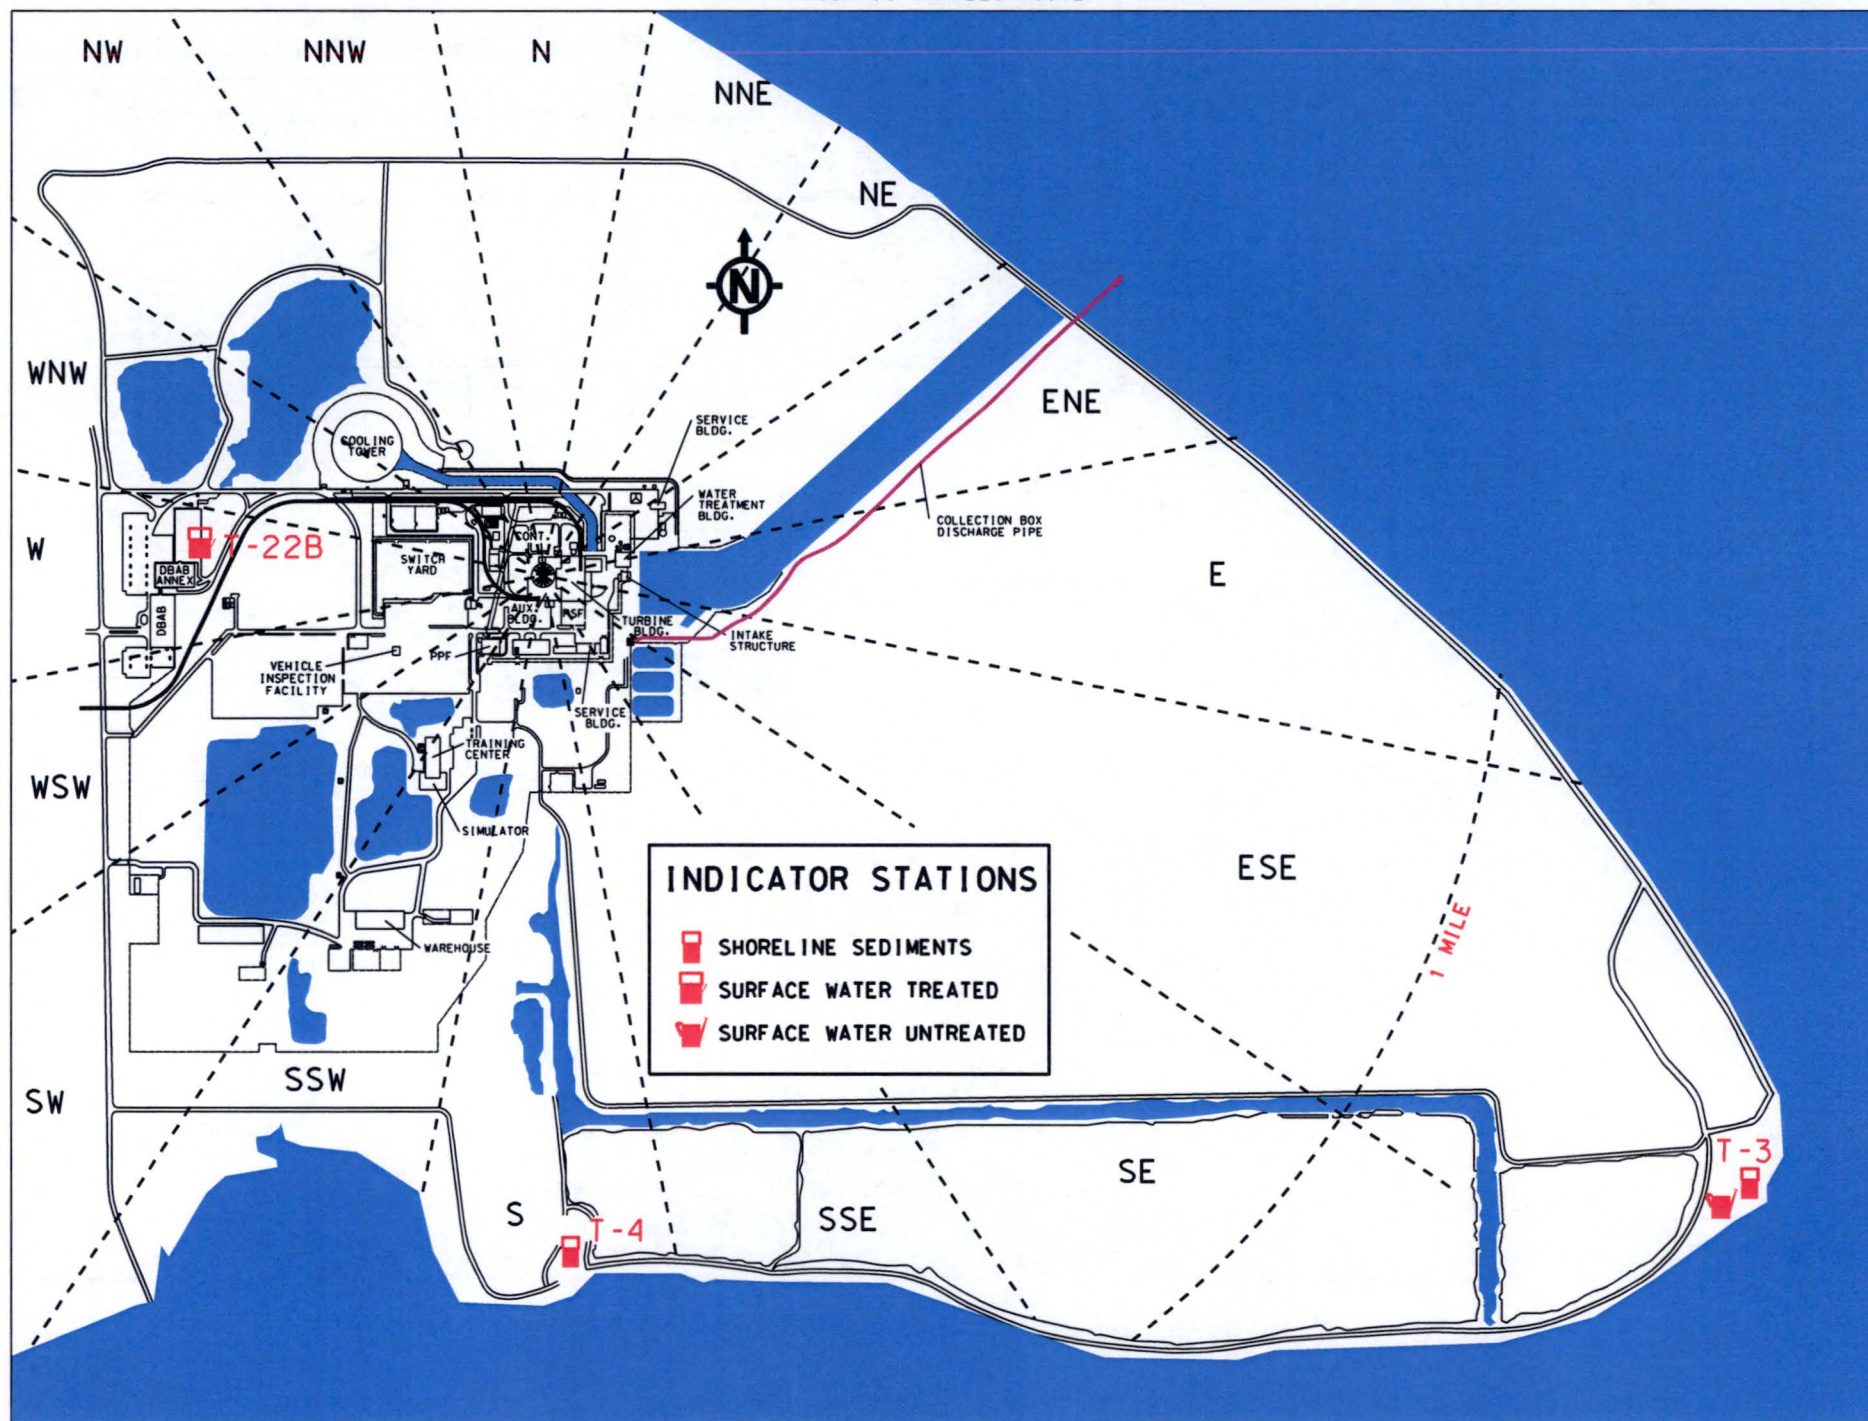 NW
NNW
N
NNE
NE
N
WNW
ENE
SERVICE
BLDG.
COOLING
TOWER
WATER
TREATMENT
BLDG.
COLLECTION BOX
DISCHARGE PIPE
W
T-22B
CONT.
SWITCH
YARD
E
DBAB
ANNEX
DBAB
AUX.
BLDG.
TURBINE
BLDG.
INTAKE
STRUCTURE
PPF
VEHICLE
INSPECTION
FACILITY
SERVICE
BLDG.
TRAINING
CENTER
WSW
SIMULATOR
INDICATOR STATIONS
SHORELINE SEDIMENTS
SURFACE WATER TREATED
SURFACE WATER UNTREATED
ESE
1 MILE
WAREHOUSE
SSW
SW
T-3
SE
S
T-4
SSE